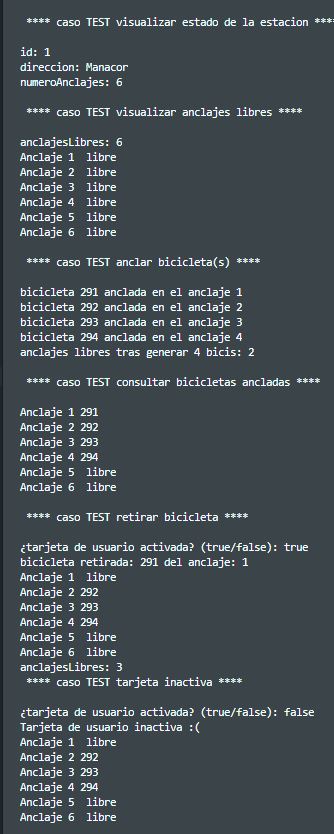 **** caso TEST visualizar estado de la estacion ****
id: 1
direccion: Manacor
numeroAnclajes: 6
**** caso TEST visualizar anclajes libres ****
anclajesLibres: 6
Anclaje 1  libre
Anclaje 2  libre
Anclaje 3  libre
Anclaje 4  libre
Anclaje 5  libre
Anclaje 6  libre
**** caso TEST anclar bicicleta(s) ****
bicicleta 291 anclada en el anclaje 1
bicicleta 292 anclada en el anclaje 2
bicicleta 293 anclada en el anclaje 3
bicicleta 294 anclada en el anclaje 4
anclajes libres tras generar 4 bicis: 2
**** caso TEST consultar bicicletas ancladas ****
Anclaje 1 291
Anclaje 2 292
Anclaje 3 293
Anclaje 4 294
Anclaje 5  libre
Anclaje 6  libre
**** caso TEST retirar bicicleta ****
¿tarjeta de usuario activada? (true/false): true
bicicleta retirada: 291 del anclaje: 1
Anclaje 1  libre
Anclaje 2 292
Anclaje 3 293
Anclaje 4 294
Anclaje 5  libre
Anclaje 6  libre
anclajesLibres: 3
**** caso TEST tarjeta inactiva ****
¿tarjeta de usuario activada? (true/false): false
Tarjeta de usuario inactiva :(
Anclaje 1  libre
Anclaje 2 292
Anclaje 3 293
Anclaje 4 294
Anclaje 5  libre
Anclaje 6  libre